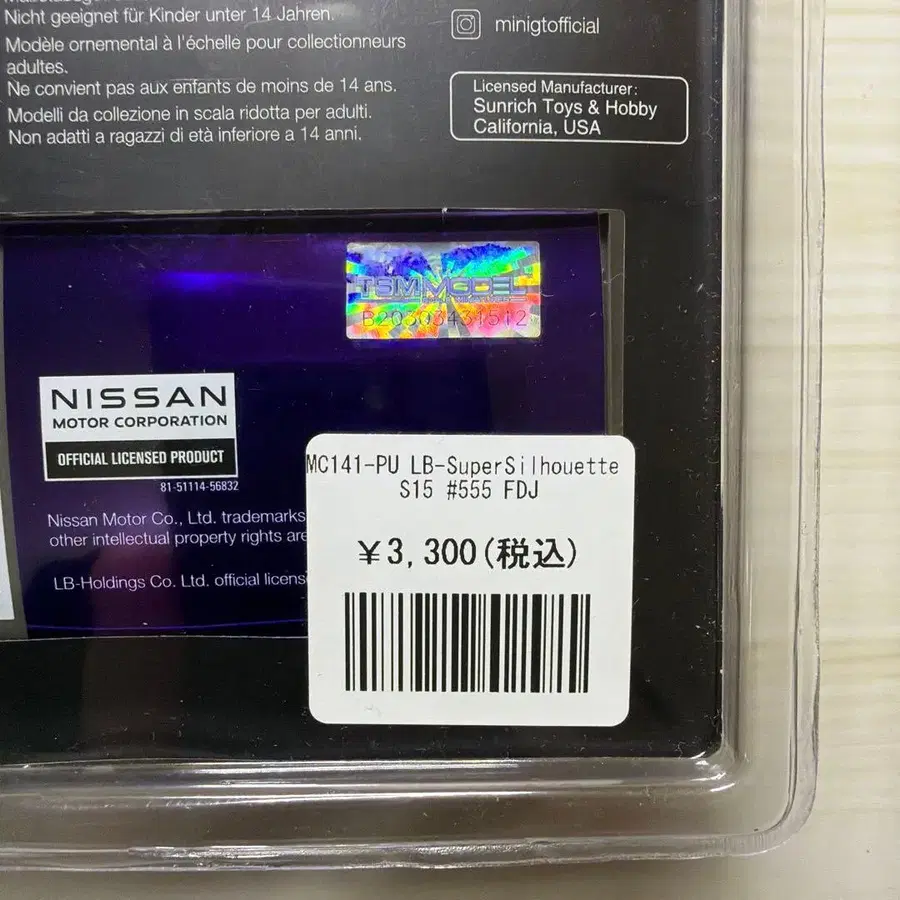 Nicht geeignet für Kinder unter 14 Jahren.
Modèle ornemental à l'échelle pour collectionneurs
adultes.
Ne convient pas aux enfants de moins de 14 ans.
Modelli da collezione in scala ridotta per adulti.
Non adatti a ragazzi di età inferiore a 14 anni.
minigtofficial
Licensed Manufacturer:
Sunrich Toys & Hobby
California, USA
TSM MODEL
B20303431512
NISSAN
MOTOR CORPORATION
OFFICIAL LICENSED PRODUCT
81-51114-56832
Nissan Motor Co., Ltd. trademarks
other intellectual property rights are
LB-Holdings Co. Ltd. official licens
MC141-PU LB-SuperSilhouette
S15 #555 FDJ
¥3,300(税込)